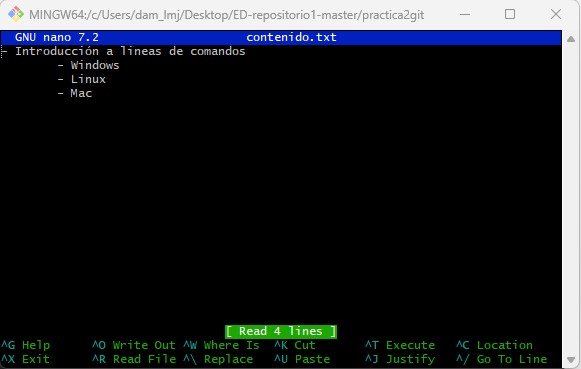 MINGW64:/c/Users/dam_lmj/Desktop/ED-repositorio1-master/practica2git
GNU nano 7.2 contenido.txt
- Introducción a lineas de comandos
- Windows
- Linux
- Mac
[ Read 4 lines ]
^G Help ^O Write Out ^W Where Is ^K Cut ^T Execute ^C Location
^X Exit ^R Read File ^\ Replace ^U Paste ^J Justify ^/ Go To Line